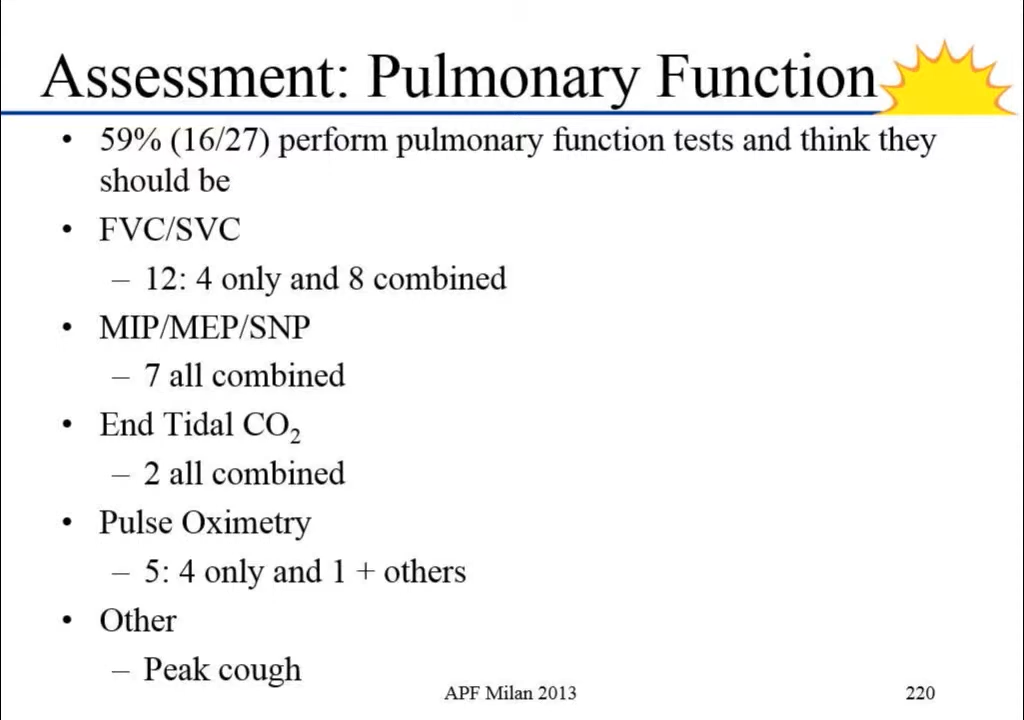 Assessment: Pulmonary Function
• 59% (16/27) perform pulmonary function tests and think they
should be
• FVC/SVC
– 12: 4 only and 8 combined
• MIP/MEP/SNP
– 7 all combined
• End Tidal CO₂
– 2 all combined
• Pulse Oximetry
– 5: 4 only and 1 + others
• Other
– Peak cough
APF Milan 2013
220